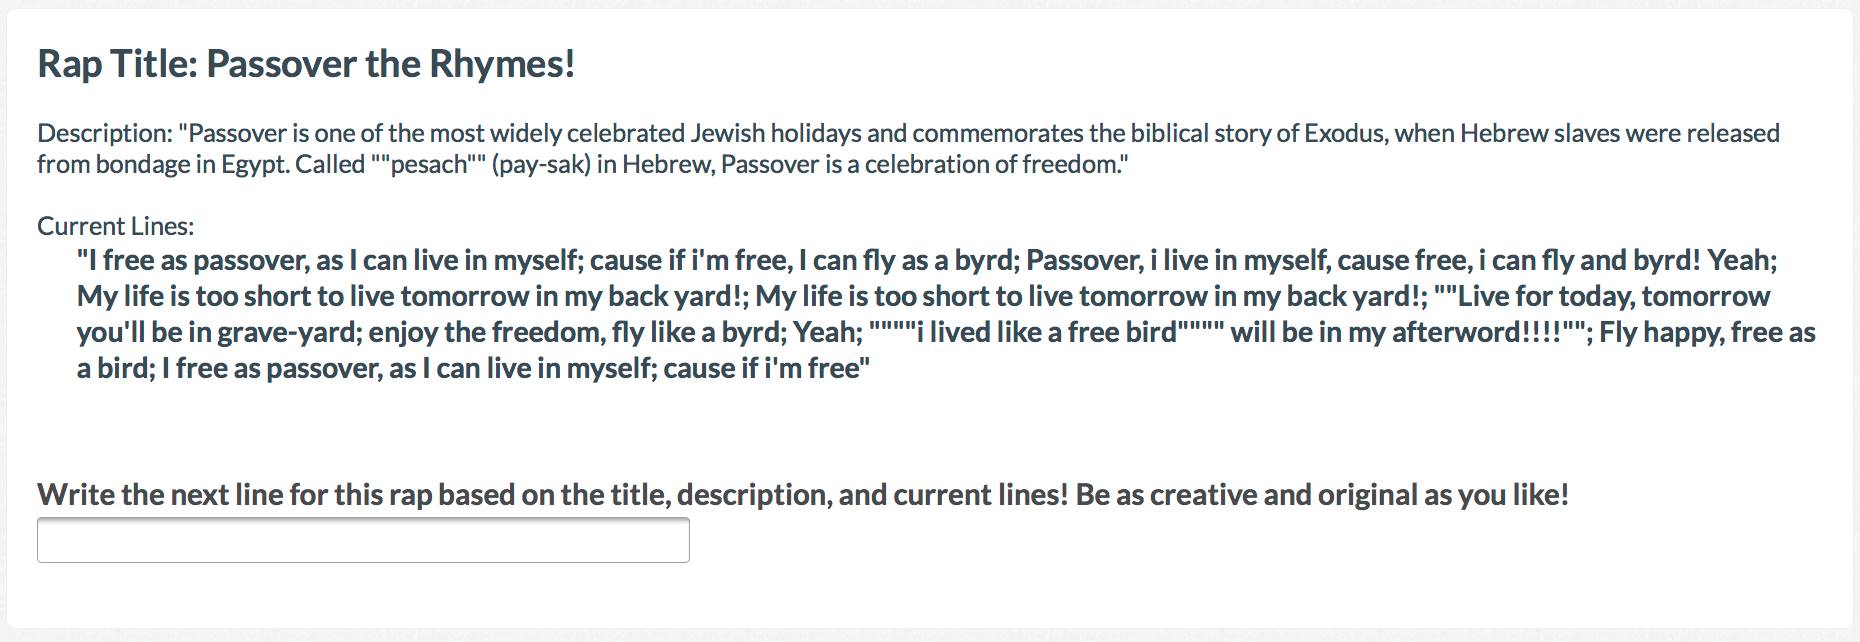 Rap Title: Passover the Rhymes!
Description: "Passover is one of the most widely celebrated Jewish holidays and commemorates the biblical story of Exodus, when Hebrew slaves were released
from bondage in Egypt. Called ""pesach"" (pay-sak) in Hebrew, Passover is a celebration of freedom."
Current Lines:
"I free as passover, as I can live in myself; cause if i'm free, I can fly as a byrd; Passover, i live in myself, cause free, i can fly and byrd! Yeah;
My life is too short to live tomorrow in my back yard!; My life is too short to live tomorrow in my back yard!; ""Live for today, tomorrow
you'll be in grave-yard; enjoy the freedom, fly like a byrd; Yeah; """"i lived like a free bird"""" will be in my afterword!!!!""; Fly happy, free as
a bird; I free as passover, as I can live in myself; cause if i'm free"
Write the next line for this rap based on the title, description, and current lines! Be as creative and original as you like!